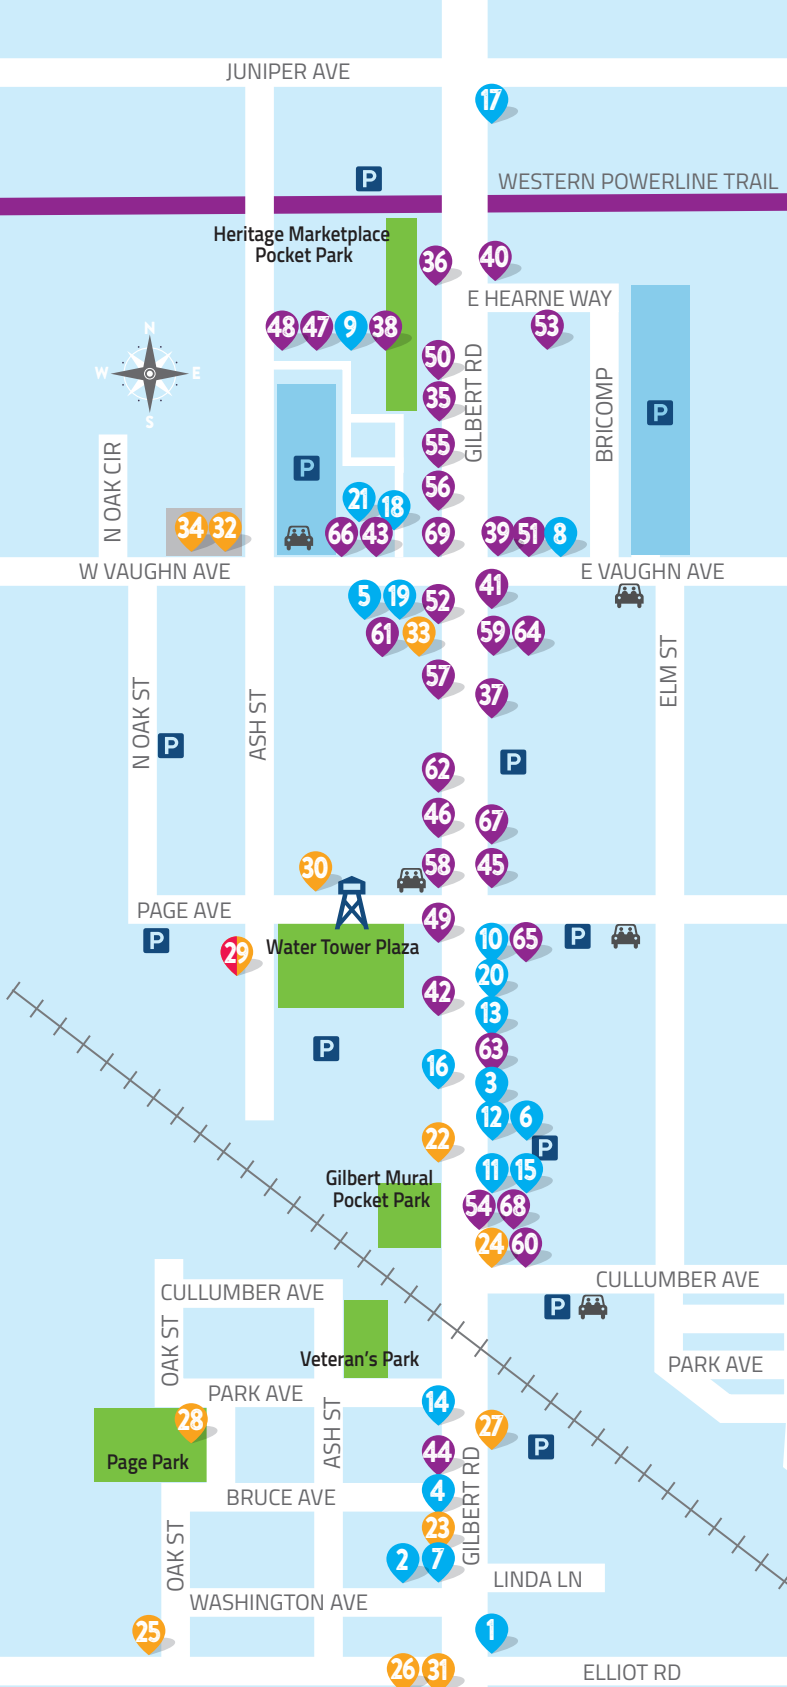 JUNIPER AVE
17
P
WESTERN POWERLINE TRAIL
Heritage Marketplace
Pocket Park
36
40
E HEARNE WAY
48
47
9
38
53
N
W
E
S
50
35
GILBERT RD
BRICOMP
P
55
N OAK CIR
P
56
21
18
34
32
66
43
69
39
51
8
W VAUGHN AVE
E VAUGHN AVE
5
19
52
41
61
33
59
64
57
37
ELM ST
N OAK ST
ASH ST
P
P
62
46
67
30
58
45
PAGE AVE
49
P
29
Water Tower Plaza
10
65
P
20
42
13
P
16
63
3
12
6
22
P
Gilbert Mural
Pocket Park
11
15
54
68
24
60
CULLUMBER AVE
CULLUMBER AVE
P
OAK ST
Veteran's Park
PARK AVE
PARK AVE
14
28
27
ASH ST
P
Page Park
44
GILBERT RD
BRUCE AVE
4
23
OAK ST
2
7
LINDA LN
WASHINGTON AVE
25
1
26
31
ELLIOT RD